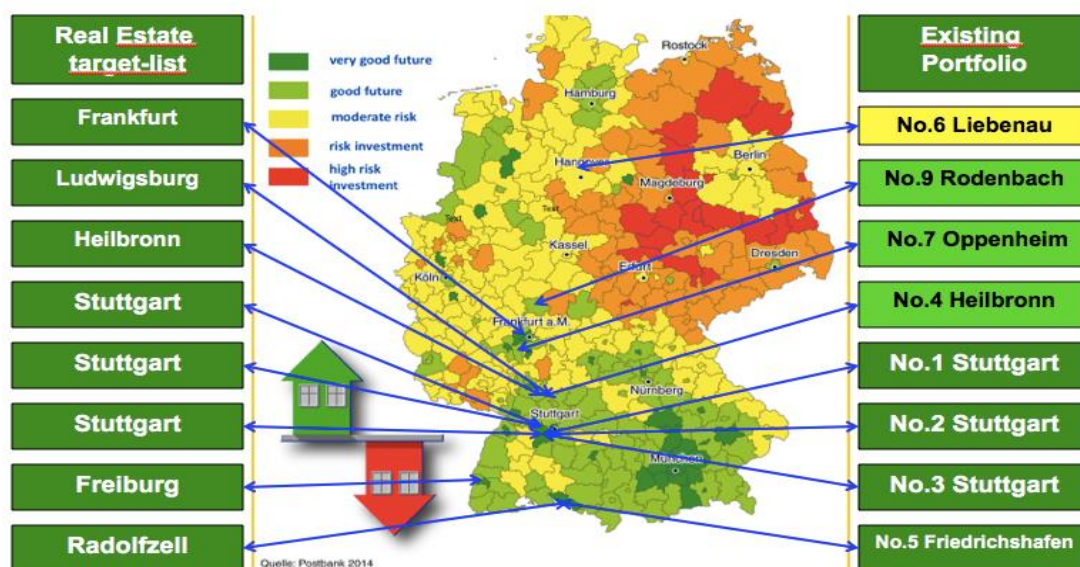 Real Estate
target-list
Frankfurt
Ludwigsburg
Heilbronn
Stuttgart
Stuttgart
Stuttgart
Freiburg
Radolfzell
very good future
good future
moderate risk
risk investment
high risk
investment
Rostock
Hamburg
Hannover
Berlin
Magdeburg
Text
Text
Kassel
Köln
Erfurt
Dresden
Frankfurt a.M.
Nürnberg
Stuttgart
München
Quelle: Postbank 2014
Existing
Portfolio
No.6 Liebenau
No.9 Rodenbach
No.7 Oppenheim
No.4 Heilbronn
No.1 Stuttgart
No.2 Stuttgart
No.3 Stuttgart
No.5 Friedrichshafen